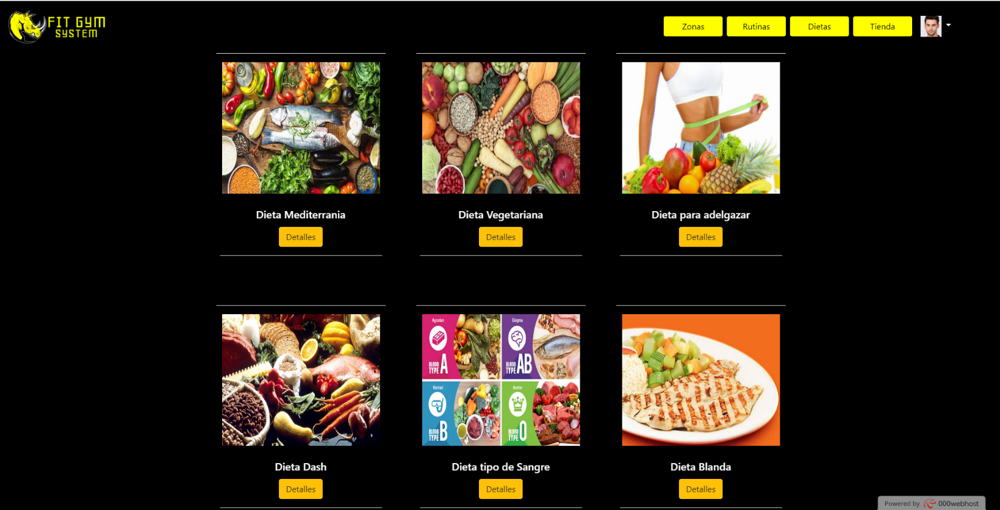 FIT GYM
SYSTEM
Zonas
Rutinas
Dietas
Tienda
Dieta Mediterrania
Detalles
Dieta Vegetariana
Detalles
Dieta para adelgazar
Detalles
Agrarian
BLOOD
TYPE A
Enigma
BLOOD
TYPE AB
Nomad
BLOOD
TYPE B
Hunter
BLOOD
TYPE O
Dieta Dash
Detalles
Dieta tipo de Sangre
Detalles
Dieta Blanda
Detalles
Powered by 000webhost